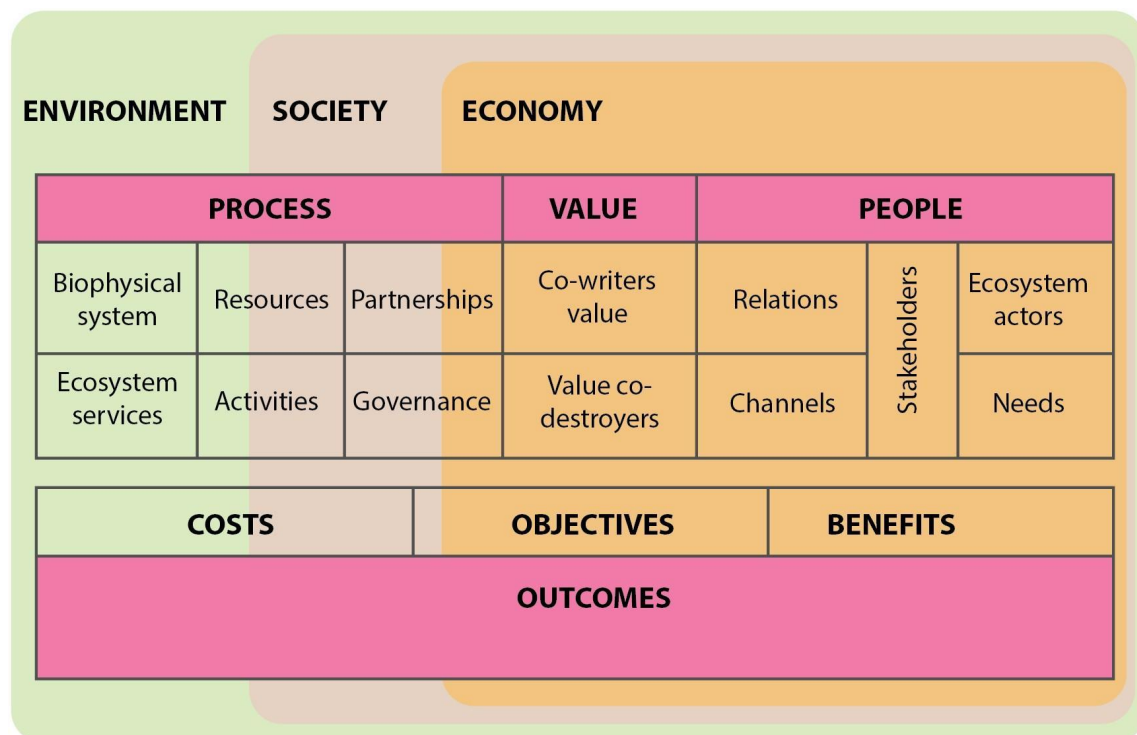 ENVIRONMENT
SOCIETY
ECONOMY
PROCESS
VALUE
PEOPLE
Biophysical
system
Resources
Partnerships
Co-writers
value
Relations
Stakeholders
Ecosystem
actors
Ecosystem
services
Activities
Governance
Value co-
destroyers
Channels
Needs
COSTS
OBJECTIVES
BENEFITS
OUTCOMES